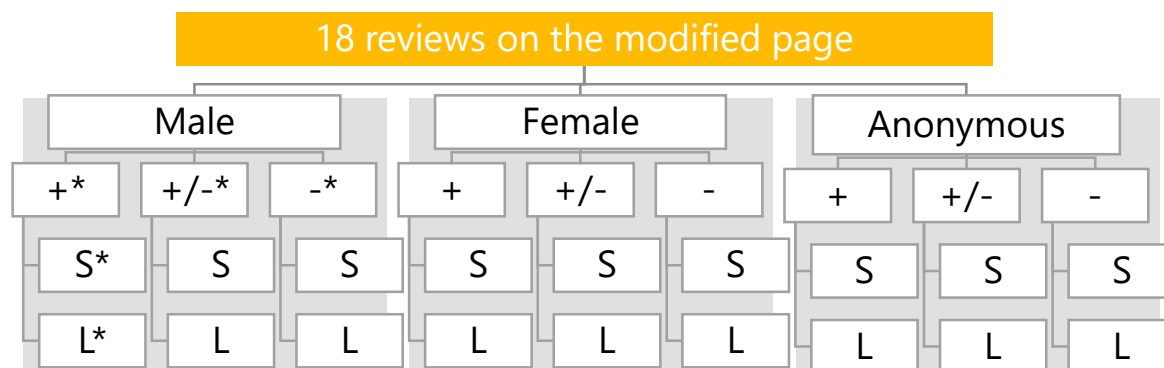 18 reviews on the modified page
Male Female Anonymous
+* +/-* -* + +/- - + +/- -
S* S S S S S S S S
L* L L L L L L L L